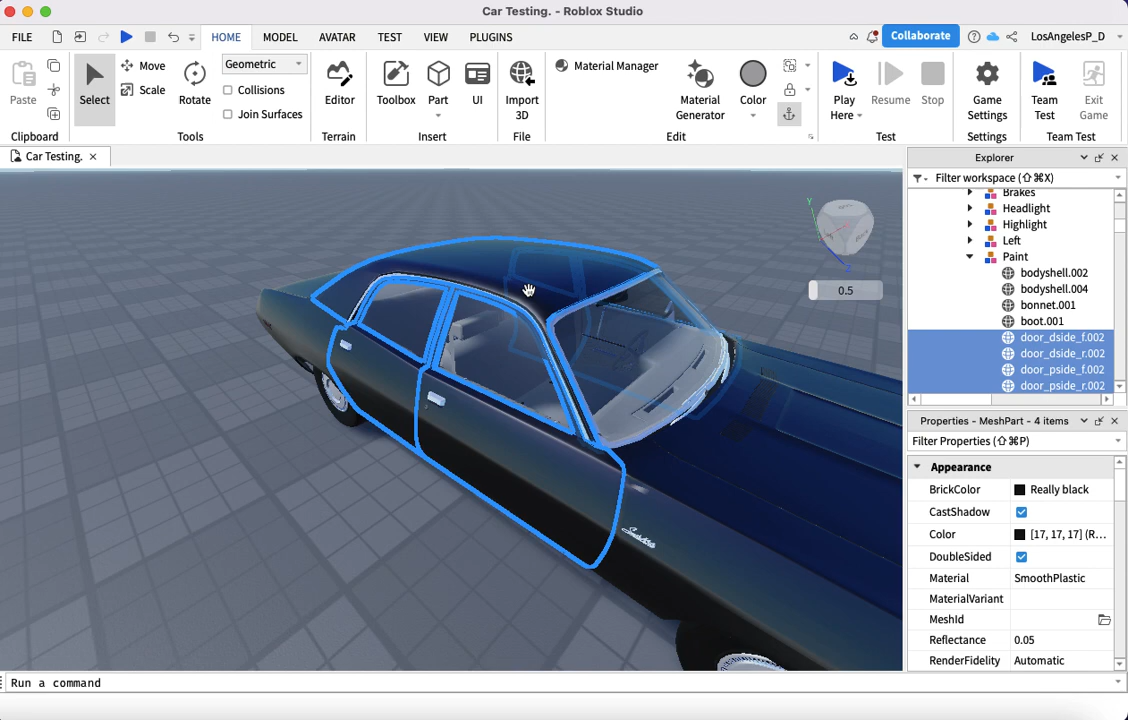 Car Testing. - Roblox Studio
FILE HOME MODEL AVATAR TEST VIEW PLUGINS Collaborate LosAngelesP_D
Paste Select Move Scale Rotate Geometric Collisions Join Surfaces Editor Toolbox Part UI Import 3D Material Manager Material Generator Color Play Here Resume Stop Game Settings Team Test Exit Game
Clipboard Tools Terrain Insert File Edit Test Settings Team Test
Car Testing.
Explorer
Filter workspace (⇧⌘X)
Brakes
Headlight
Highlight
Left
Paint
bodyshell.002
bodyshell.004
bonnet.001
boot.001
door_dside_f.002
door_dside_r.002
door_pside_f.002
door_pside_r.002
Y
Z
0.5
Properties - MeshPart - 4 items
Filter Properties (⇧⌘P)
Appearance
BrickColor Really black
CastShadow
Color [17, 17, 17] (R...
DoubleSided
Material SmoothPlastic
MaterialVariant
MeshId
Reflectance 0.05
RenderFidelity Automatic
Run a command